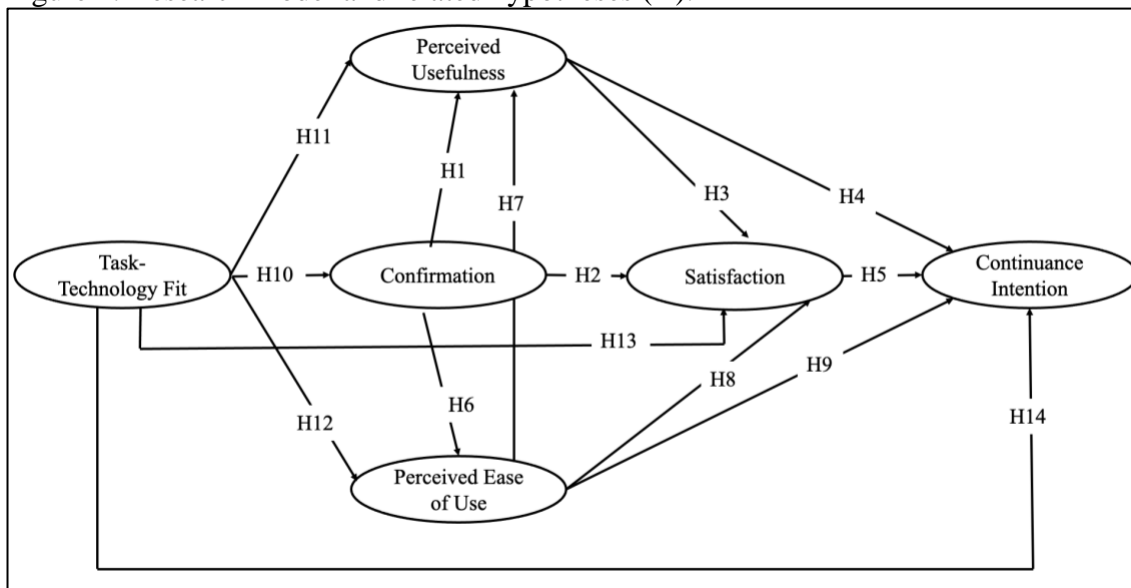 Perceived
Usefulness
H11
H1
H7
H3
H4
Task-
Technology Fit
H10
Confirmation
H2
Satisfaction
H5
Continuance
Intention
H13
H6
H8
H9
H12
H14
Perceived Ease
of Use